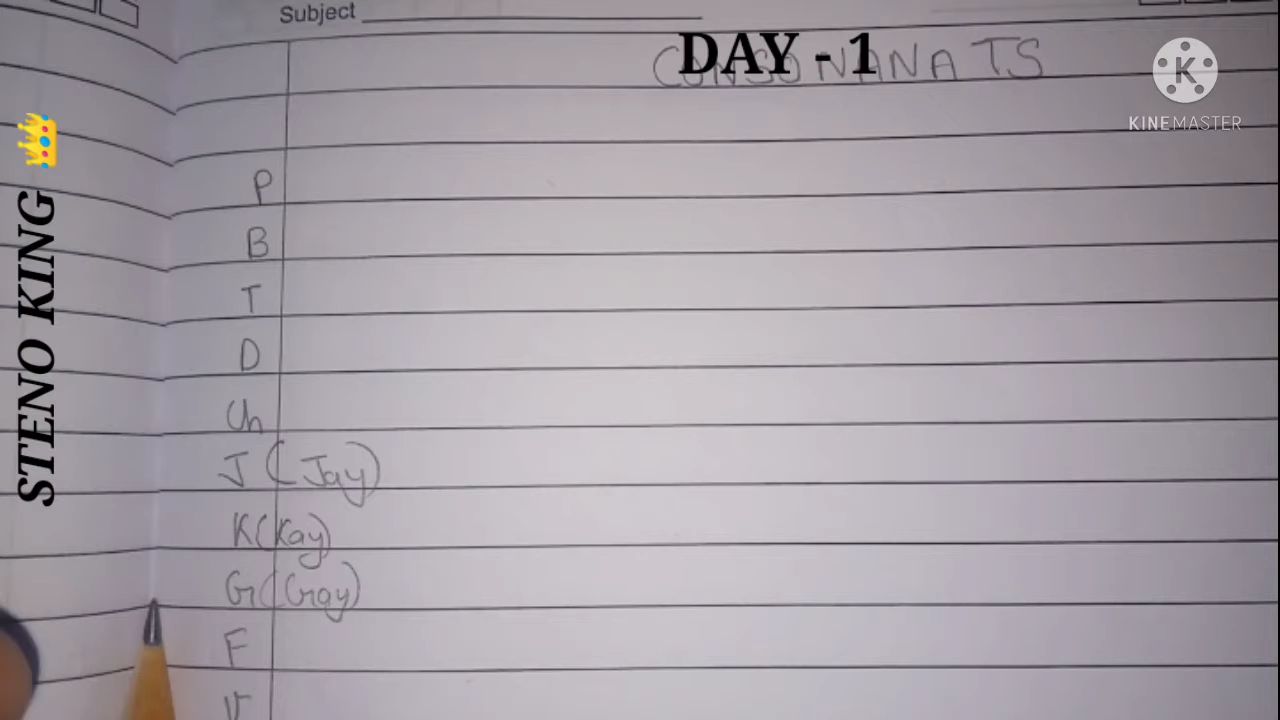 Subject
DAY - 1
CONSONANATS
KINEMASTER
STENO KING
P
B
T
D
Ch
J (Jay)
K (Kay)
G (Gay)
F
V